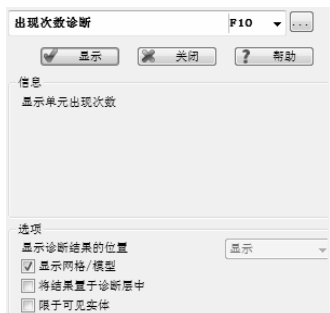 出现次数诊断 F10 ...
显示 关闭 ? 帮助
信息
显示单元出现次数
选项
显示诊断结果的位置 显示
显示网格/模型
将结果置于诊断层中
限于可见实体